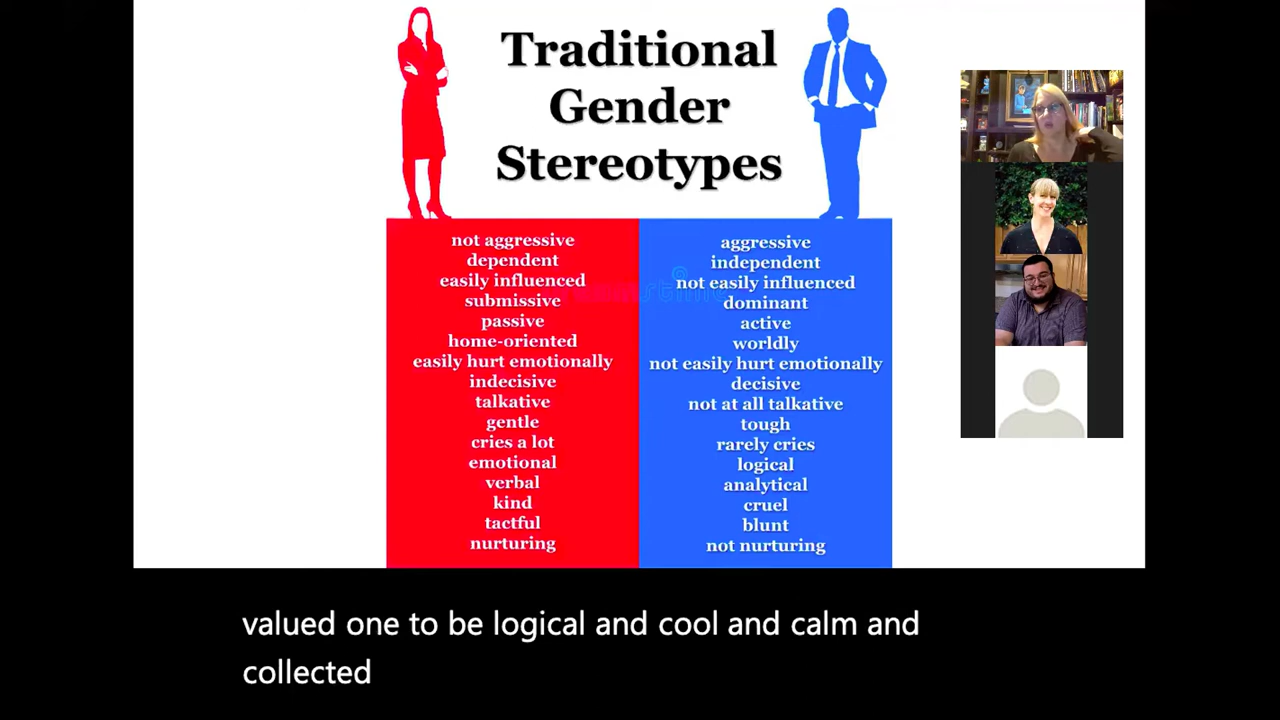 Traditional
Gender
Stereotypes
not aggressive
dependent
easily influenced
submissive
passive
home-oriented
easily hurt emotionally
indecisive
talkative
gentle
cries a lot
emotional
verbal
kind
tactful
nurturing
aggressive
independent
not easily influenced
dominant
active
worldly
not easily hurt emotionally
decisive
not at all talkative
tough
rarely cries
logical
analytical
cruel
blunt
not nurturing
valued one to be logical and cool and calm and
collected